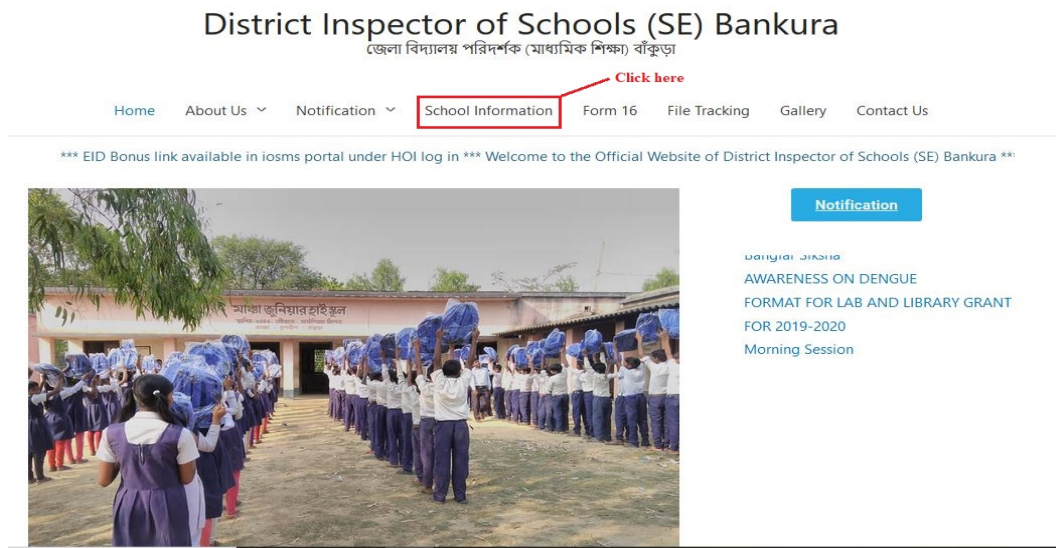 District Inspector of Schools (SE) Bankura
জেলা বিদ্যালয় পরিদর্শক (মাধ্যমিক শিক্ষা) বাঁকুড়া
Click here
Home About Us Notification School Information Form 16 File Tracking Gallery Contact Us
*** EID Bonus link available in iosms portal under HOI log in *** Welcome to the Official Website of District Inspector of Schools (SE) Bankura **
Notification
Banglar Siksha
AWARENESS ON DENGUE
FORMAT FOR LAB AND LIBRARY GRANT
FOR 2019-2020
Morning Session
জুনিয়র হাই স্কুল